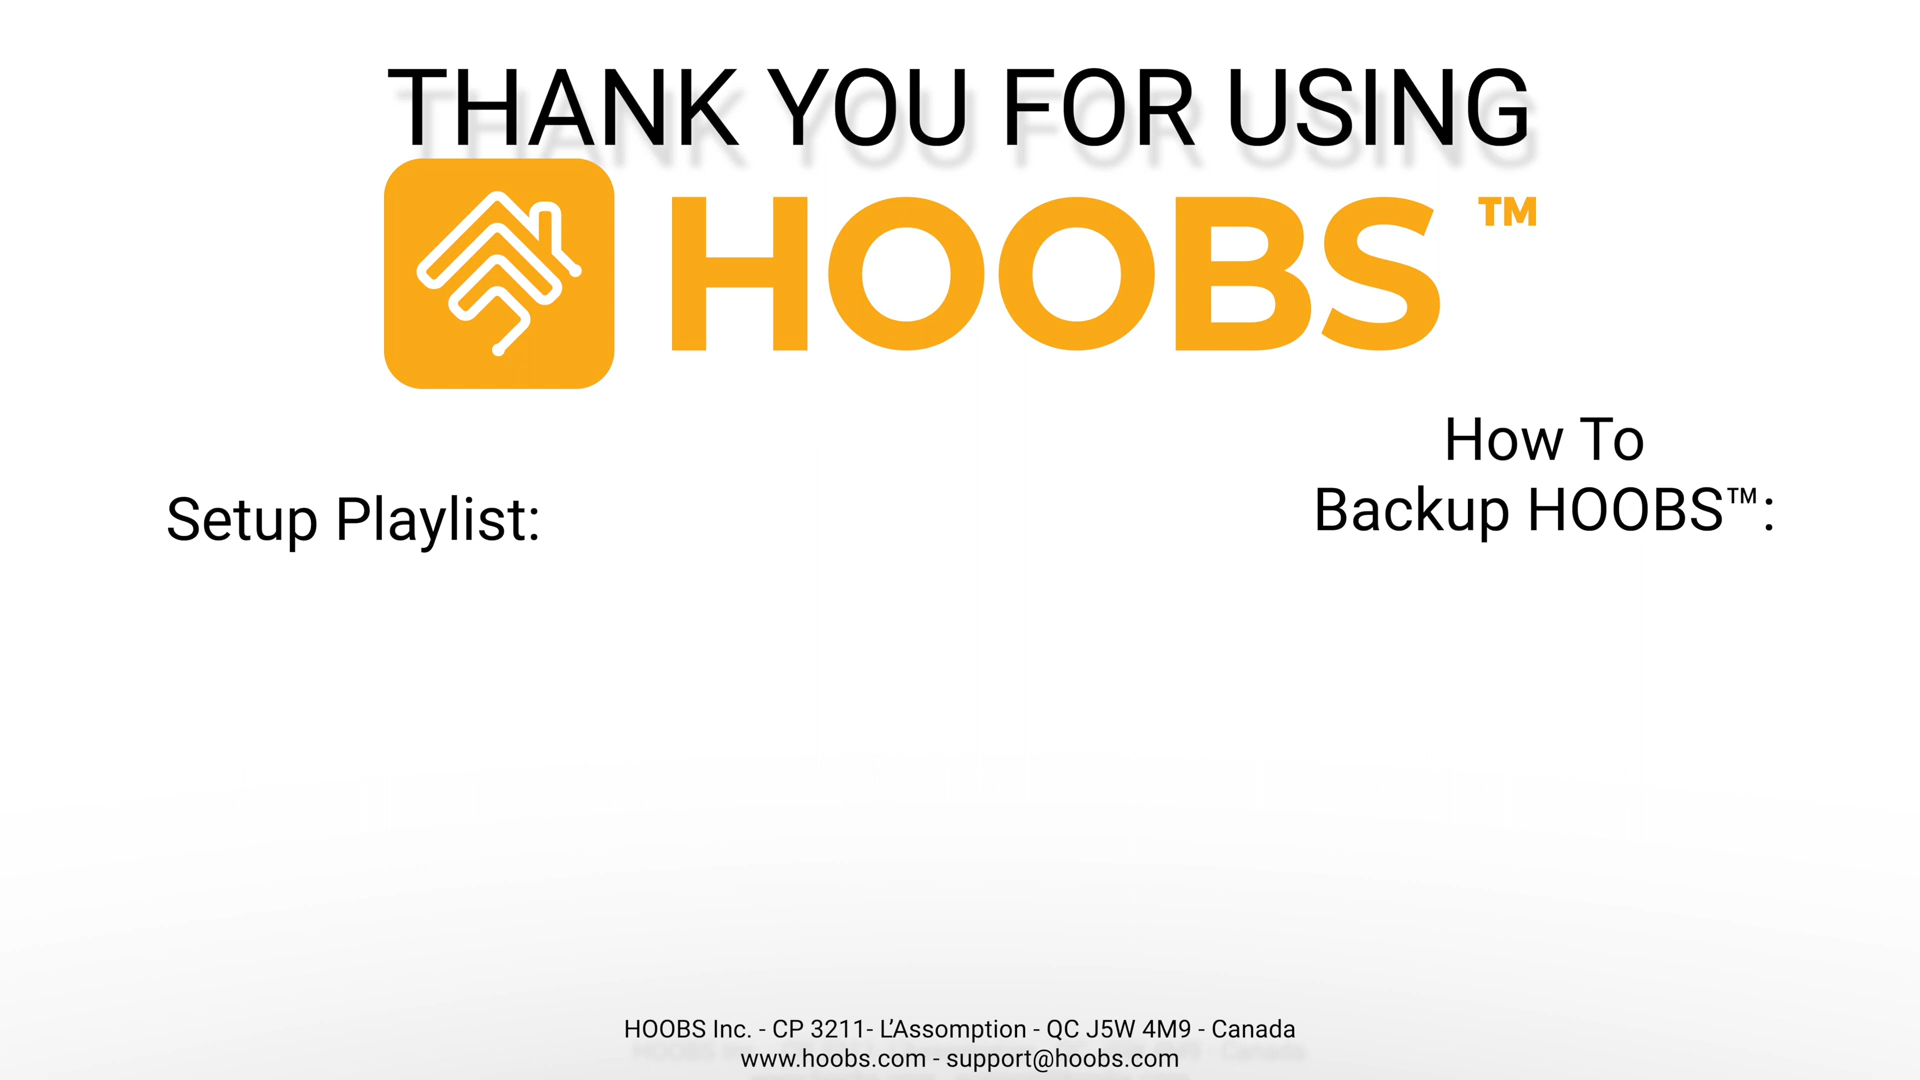 THANK YOU FOR USING
HOOBS™
How To
Backup HOOBS™:
Setup Playlist:
HOOBS Inc. - CP 3211- L’Assomption - QC J5W 4M9 - Canada
www.hoobs.com - support@hoobs.com